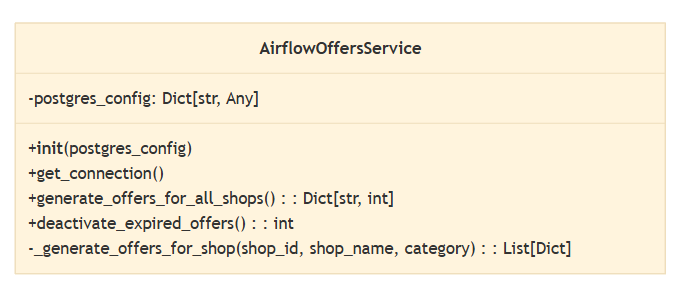 AirflowOffersService
-postgres_config: Dict[str, Any]
+init(postgres_config)
+get_connection()
+generate_offers_for_all_shops() : : Dict[str, int]
+deactivate_expired_offers() : : int
-_generate_offers_for_shop(shop_id, shop_name, category) : : List[Dict]